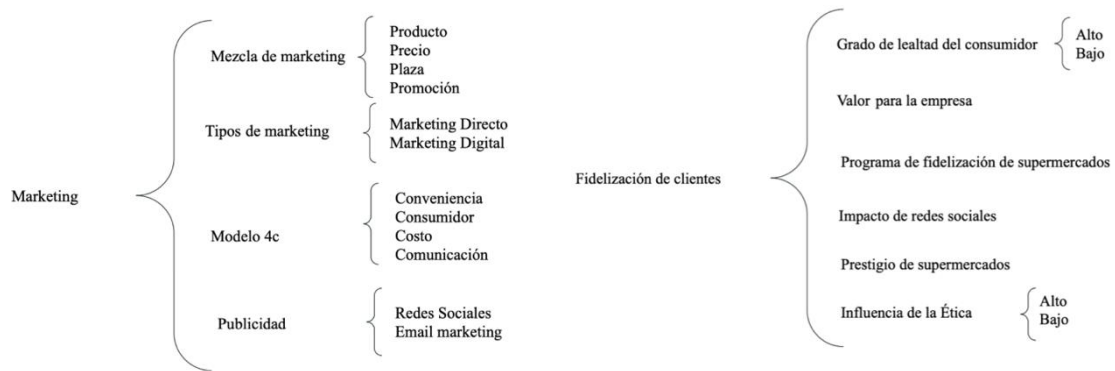 Marketing
Mezcla de marketing
Producto
Precio
Plaza
Promoción
Tipos de marketing
Marketing Directo
Marketing Digital
Modelo 4c
Conveniencia
Consumidor
Costo
Comunicación
Publicidad
Redes Sociales
Email marketing
Fidelización de clientes
Grado de lealtad del consumidor
Alto
Bajo
Valor para la empresa
Programa de fidelización de supermercados
Impacto de redes sociales
Prestigio de supermercados
Influencia de la Ética
Alto
Bajo